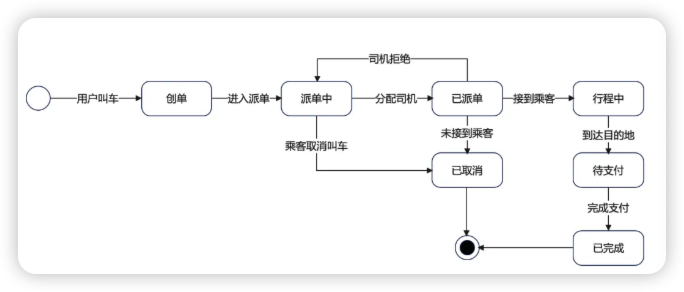 司机拒绝
用户叫车
创单
进入派单
派单中
分配司机
已派单
接到乘客
行程中
乘客取消叫车
未接到乘客
到达目的地
已取消
待支付
完成支付
已完成